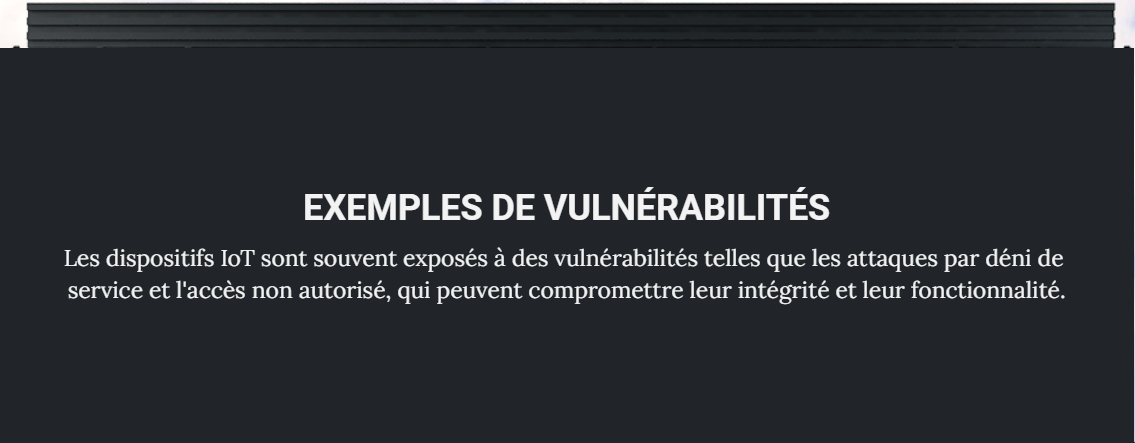 EXEMPLES DE VULNÉRABILITÉS
Les dispositifs IoT sont souvent exposés à des vulnérabilités telles que les attaques par déni de
service et l'accès non autorisé, qui peuvent compromettre leur intégrité et leur fonctionnalité.